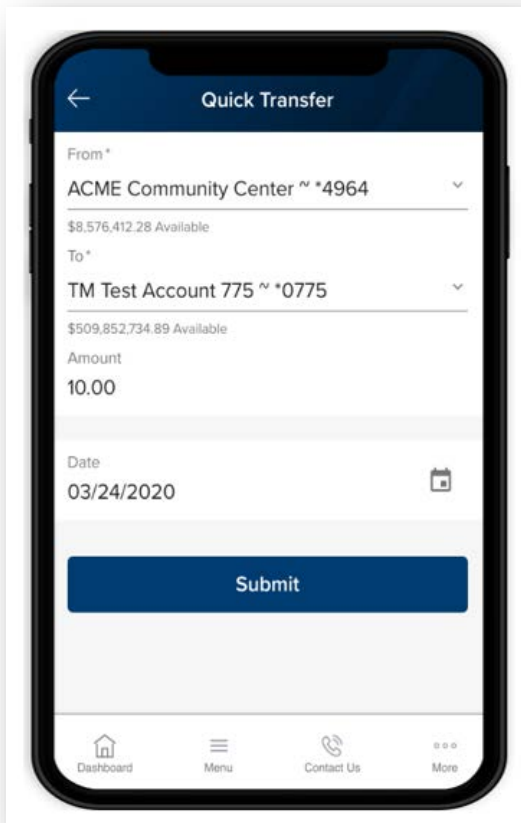 Quick Transfer
From*
ACME Community Center ~ *4964
$8,576,412.28 Available
To*
TM Test Account 775 ~ *0775
$509,852,734.89 Available
Amount
10.00
Date
03/24/2020
Submit
Dashboard Menu Contact Us More